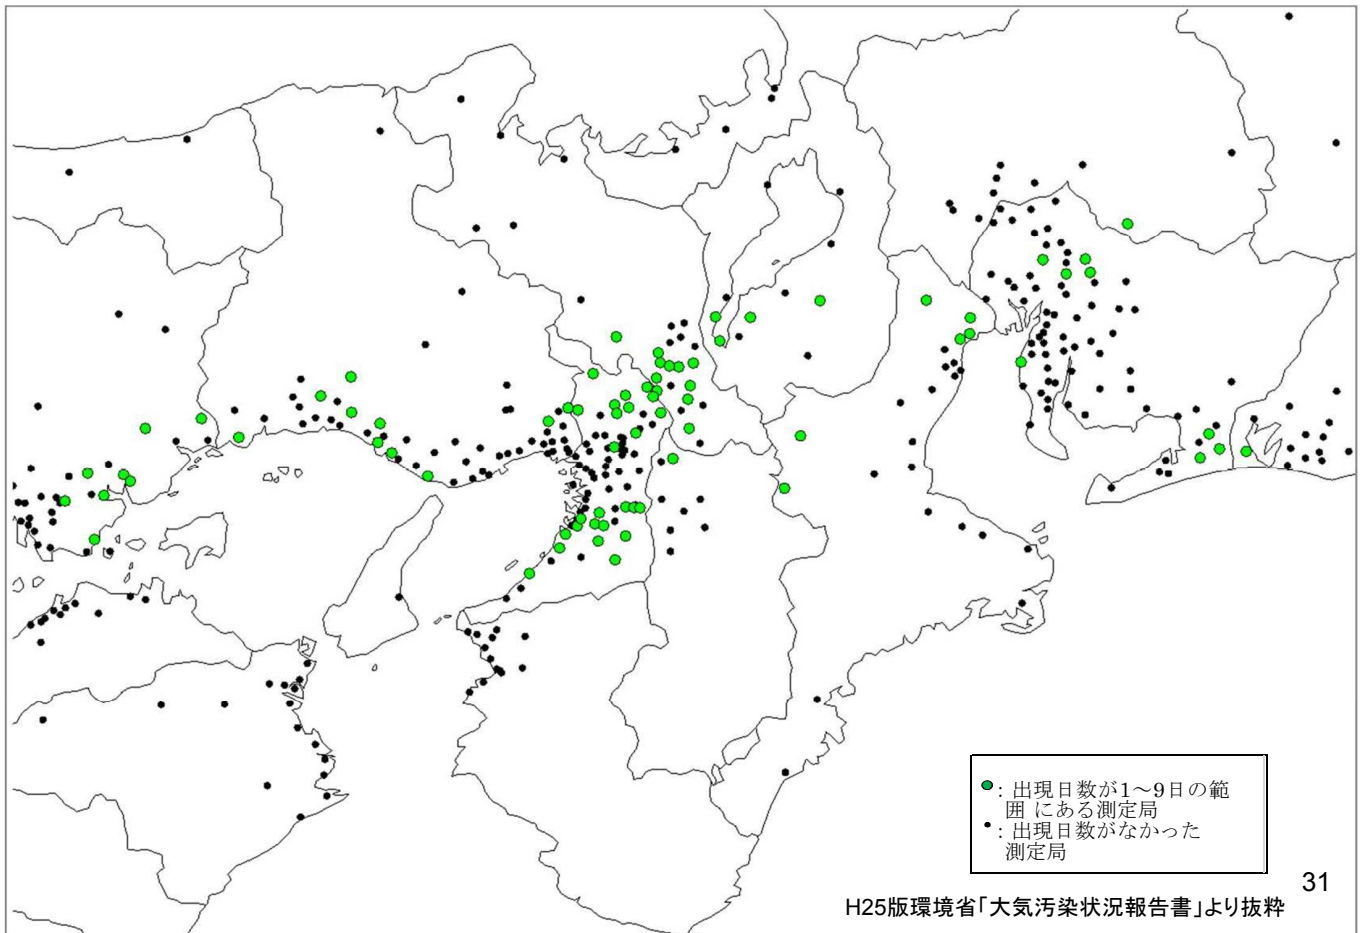 : 出現日数が1～9日の範
囲 にある測定局
: 出現日数がなかった
測定局
31
H25版環境省「大気汚染状況報告書」より抜粋